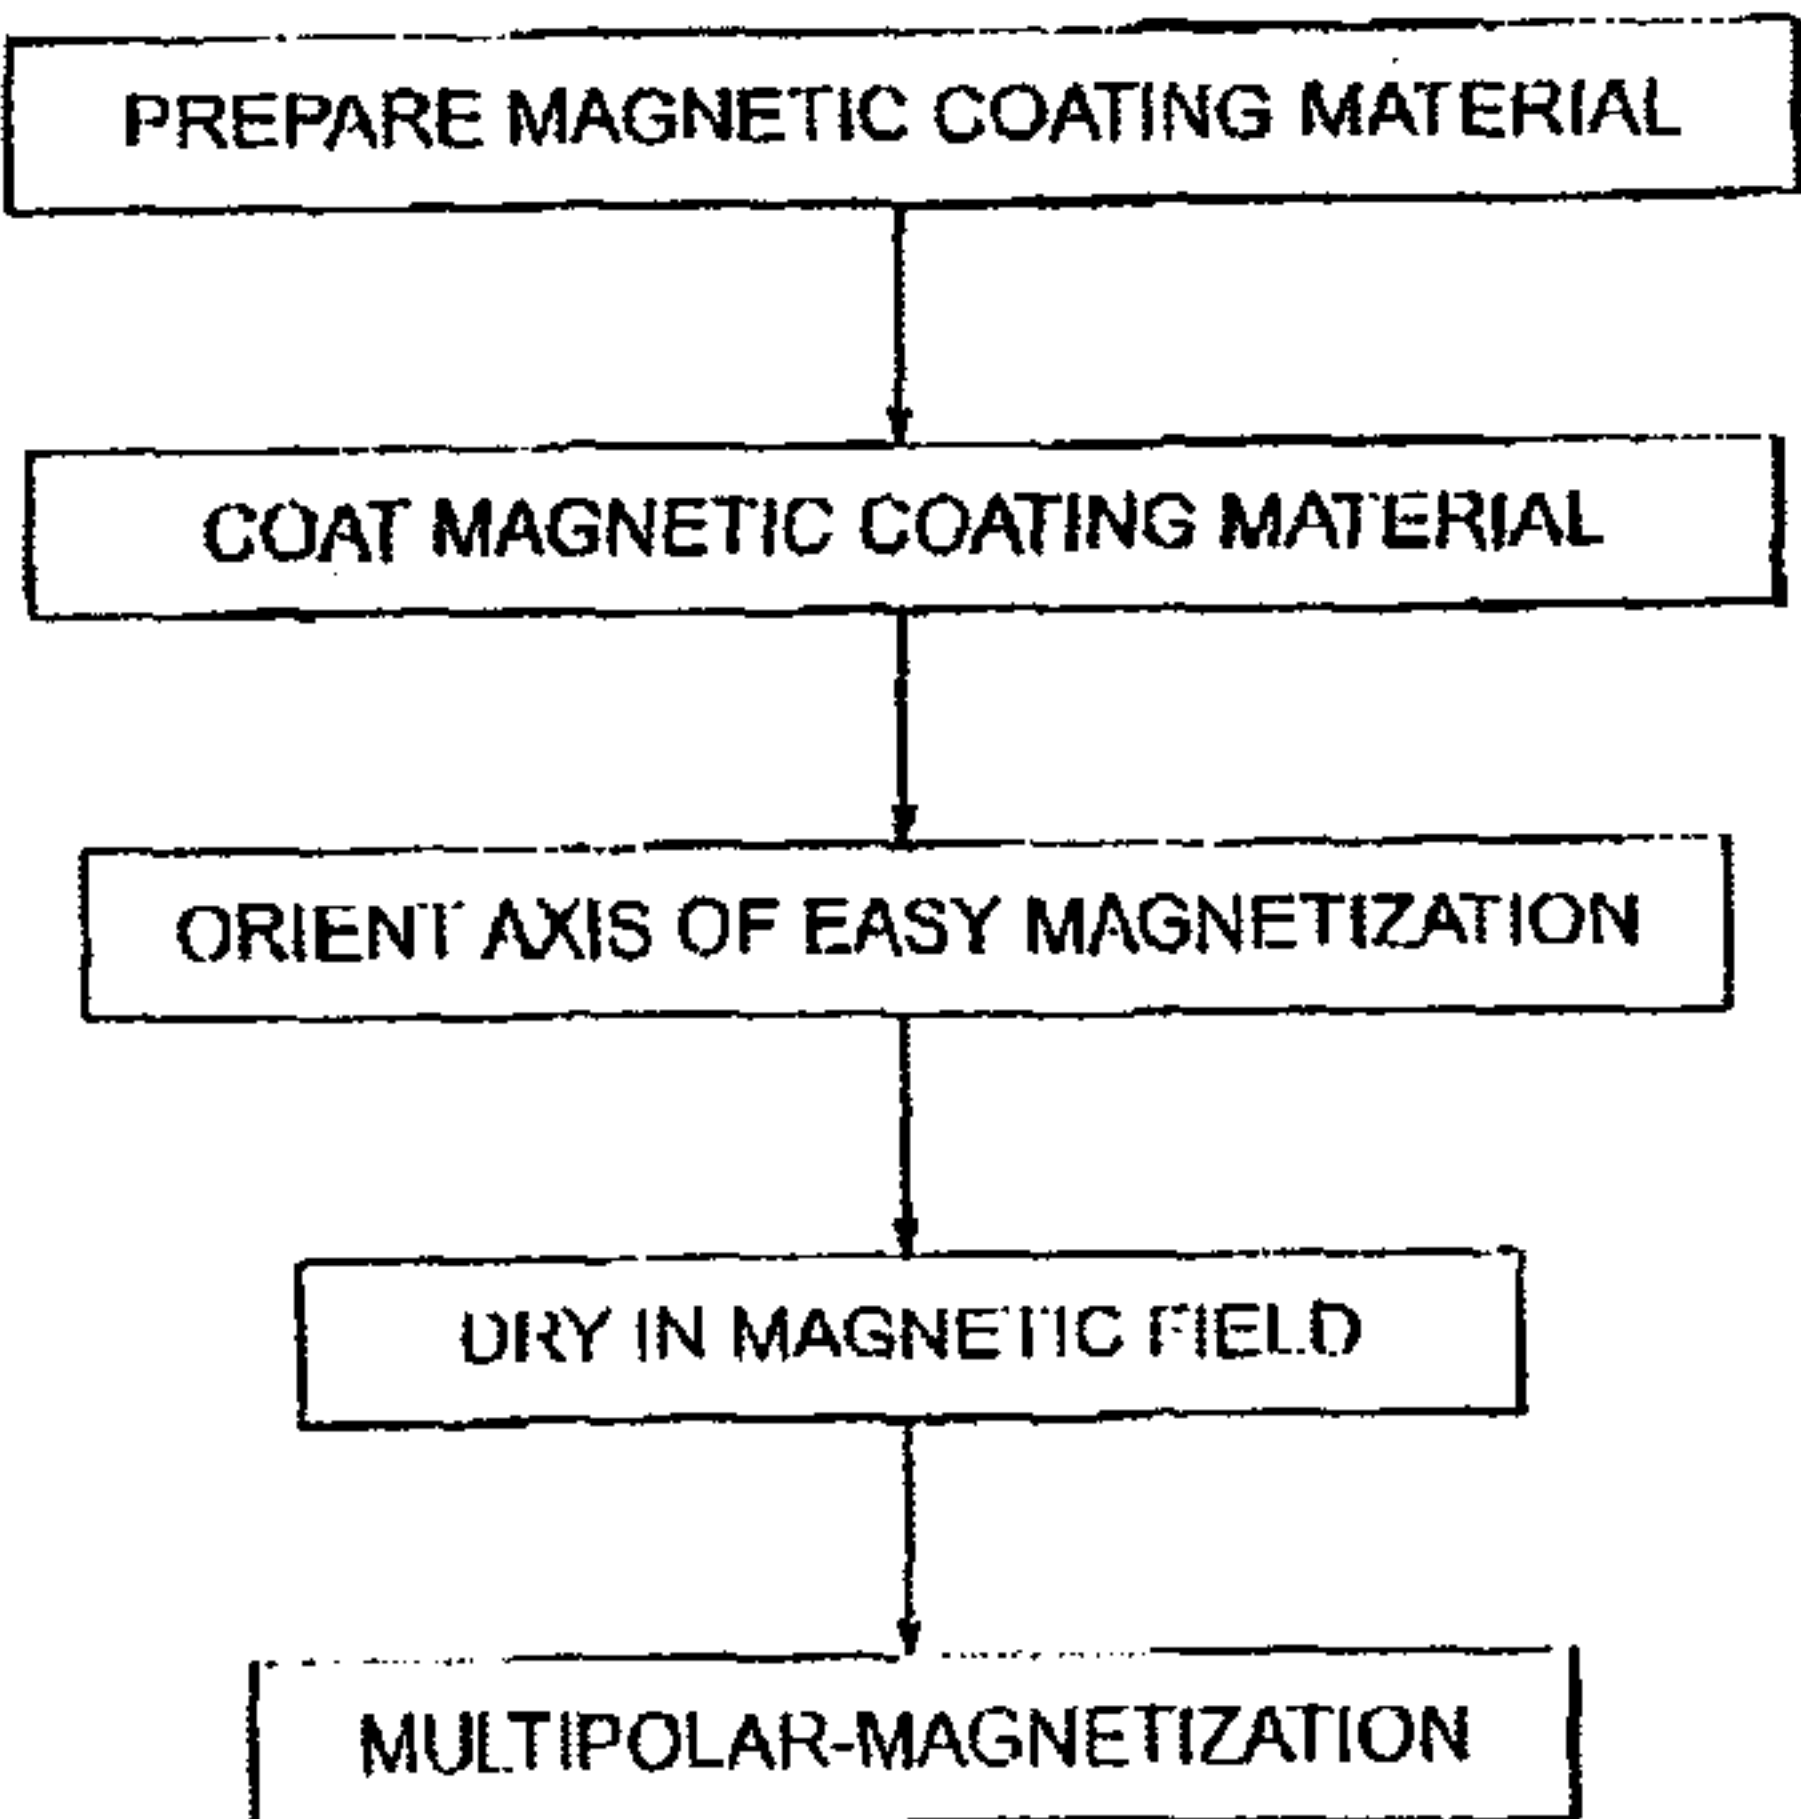 PREPARE MAGNETIC COATING MATERIAL
COAT MAGNETIC COATING MATERIAL
ORIENT AXIS OF EASY MAGNETIZATION
DRY IN MAGNETIC FIELD
MULTIPOLAR-MAGNETIZATION